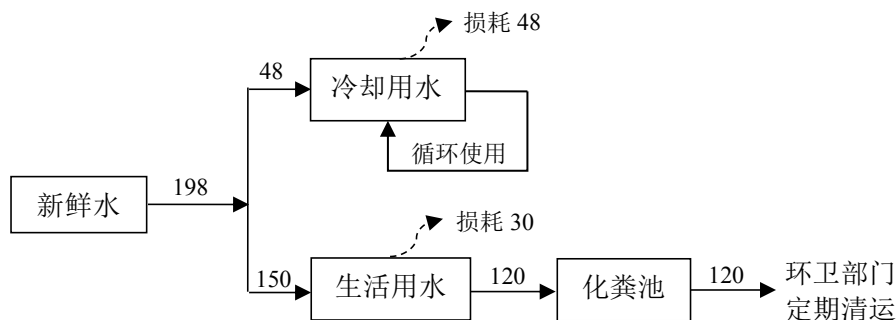 损耗 48
48
冷却用水
循环使用
新鲜水
198
损耗 30
150
生活用水
120
化粪池
120
环卫部门
定期清运